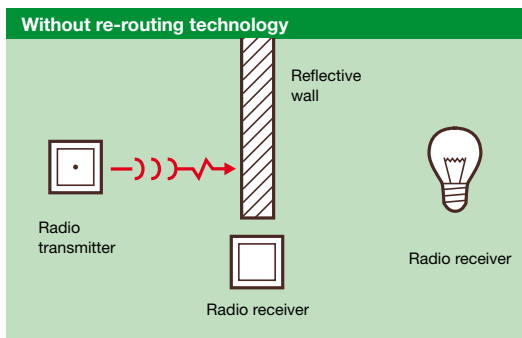 Without re-routing technology
Reflective
wall
Radio
transmitter
Radio receiver
Radio receiver